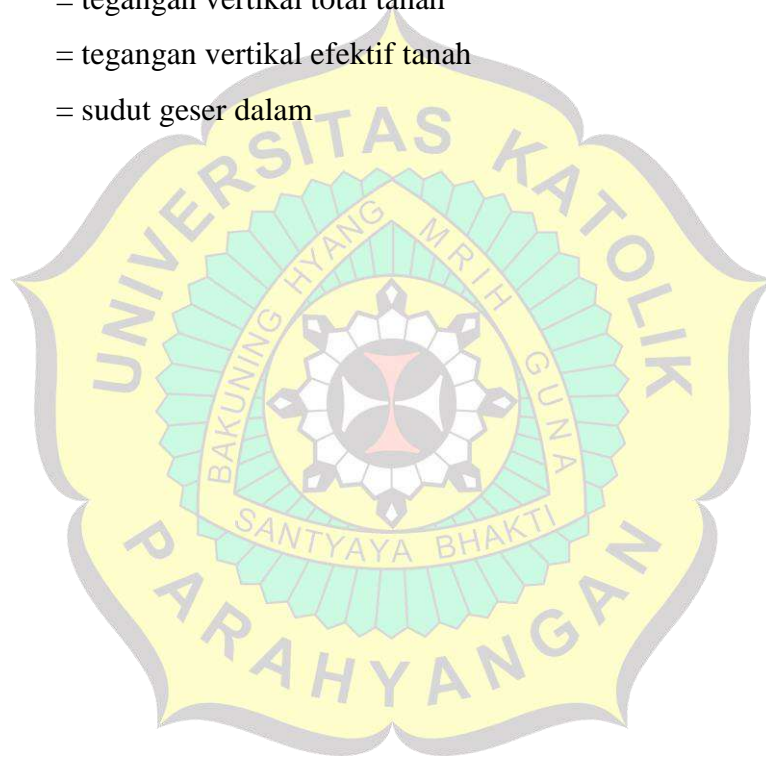 = tegangan vertikal total tanah
= tegangan vertikal efektif tanah
= sudut geser dalam
UNIVERSITAS KATOLIK
PARAHYANGAN
BAKUNING HYANG MRIH GUNA
SANTYAYA BHAKTI